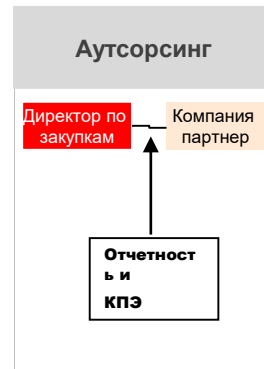 Аутсорсинг
Директор по
закупкам
Компания
партнер
Отчетност
ь и
КПЭ